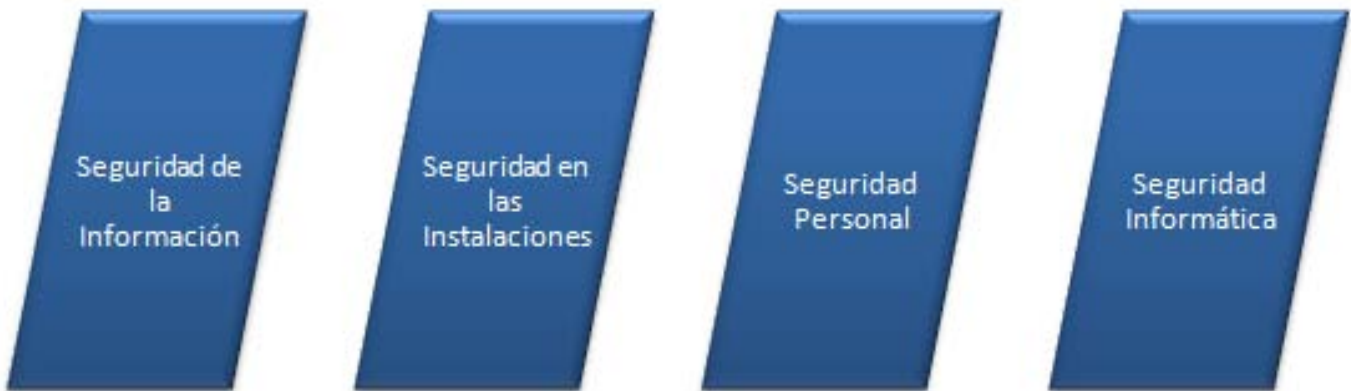 Seguridad de
la
Información
Seguridad en
las
Instalaciones
Seguridad
Personal
Seguridad
Informática